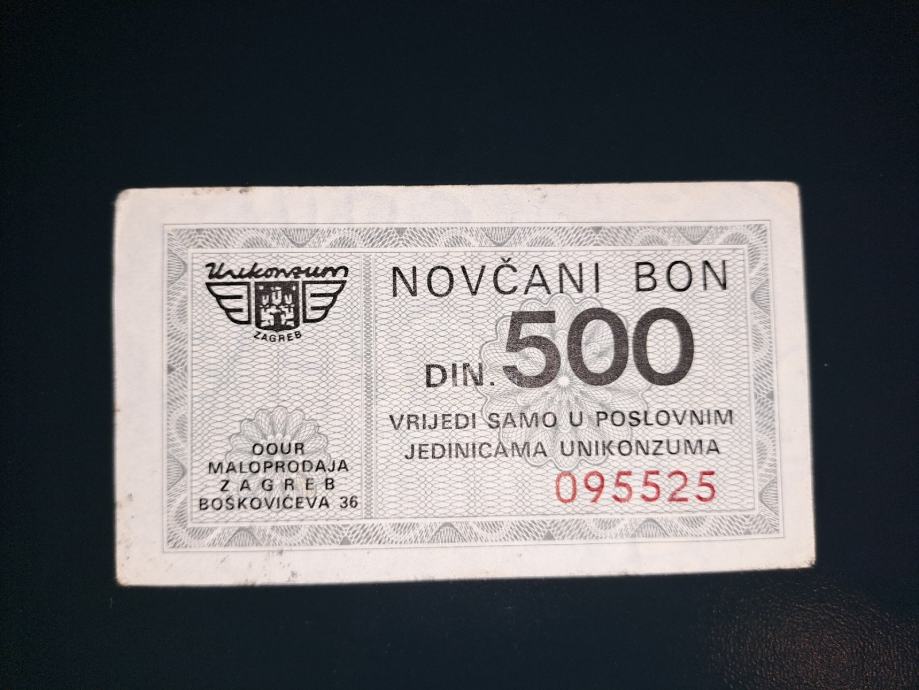 Unikonzum
ZAGREB
OOUR
MALOPRODAJA
ZAGREB
BOŠKOVIĆEVA 36
NOVČANI BON
DIN. 500
VRIJEDI SAMO U POSLOVNIM
JEDINICAMA UNIKONZUMA
095525